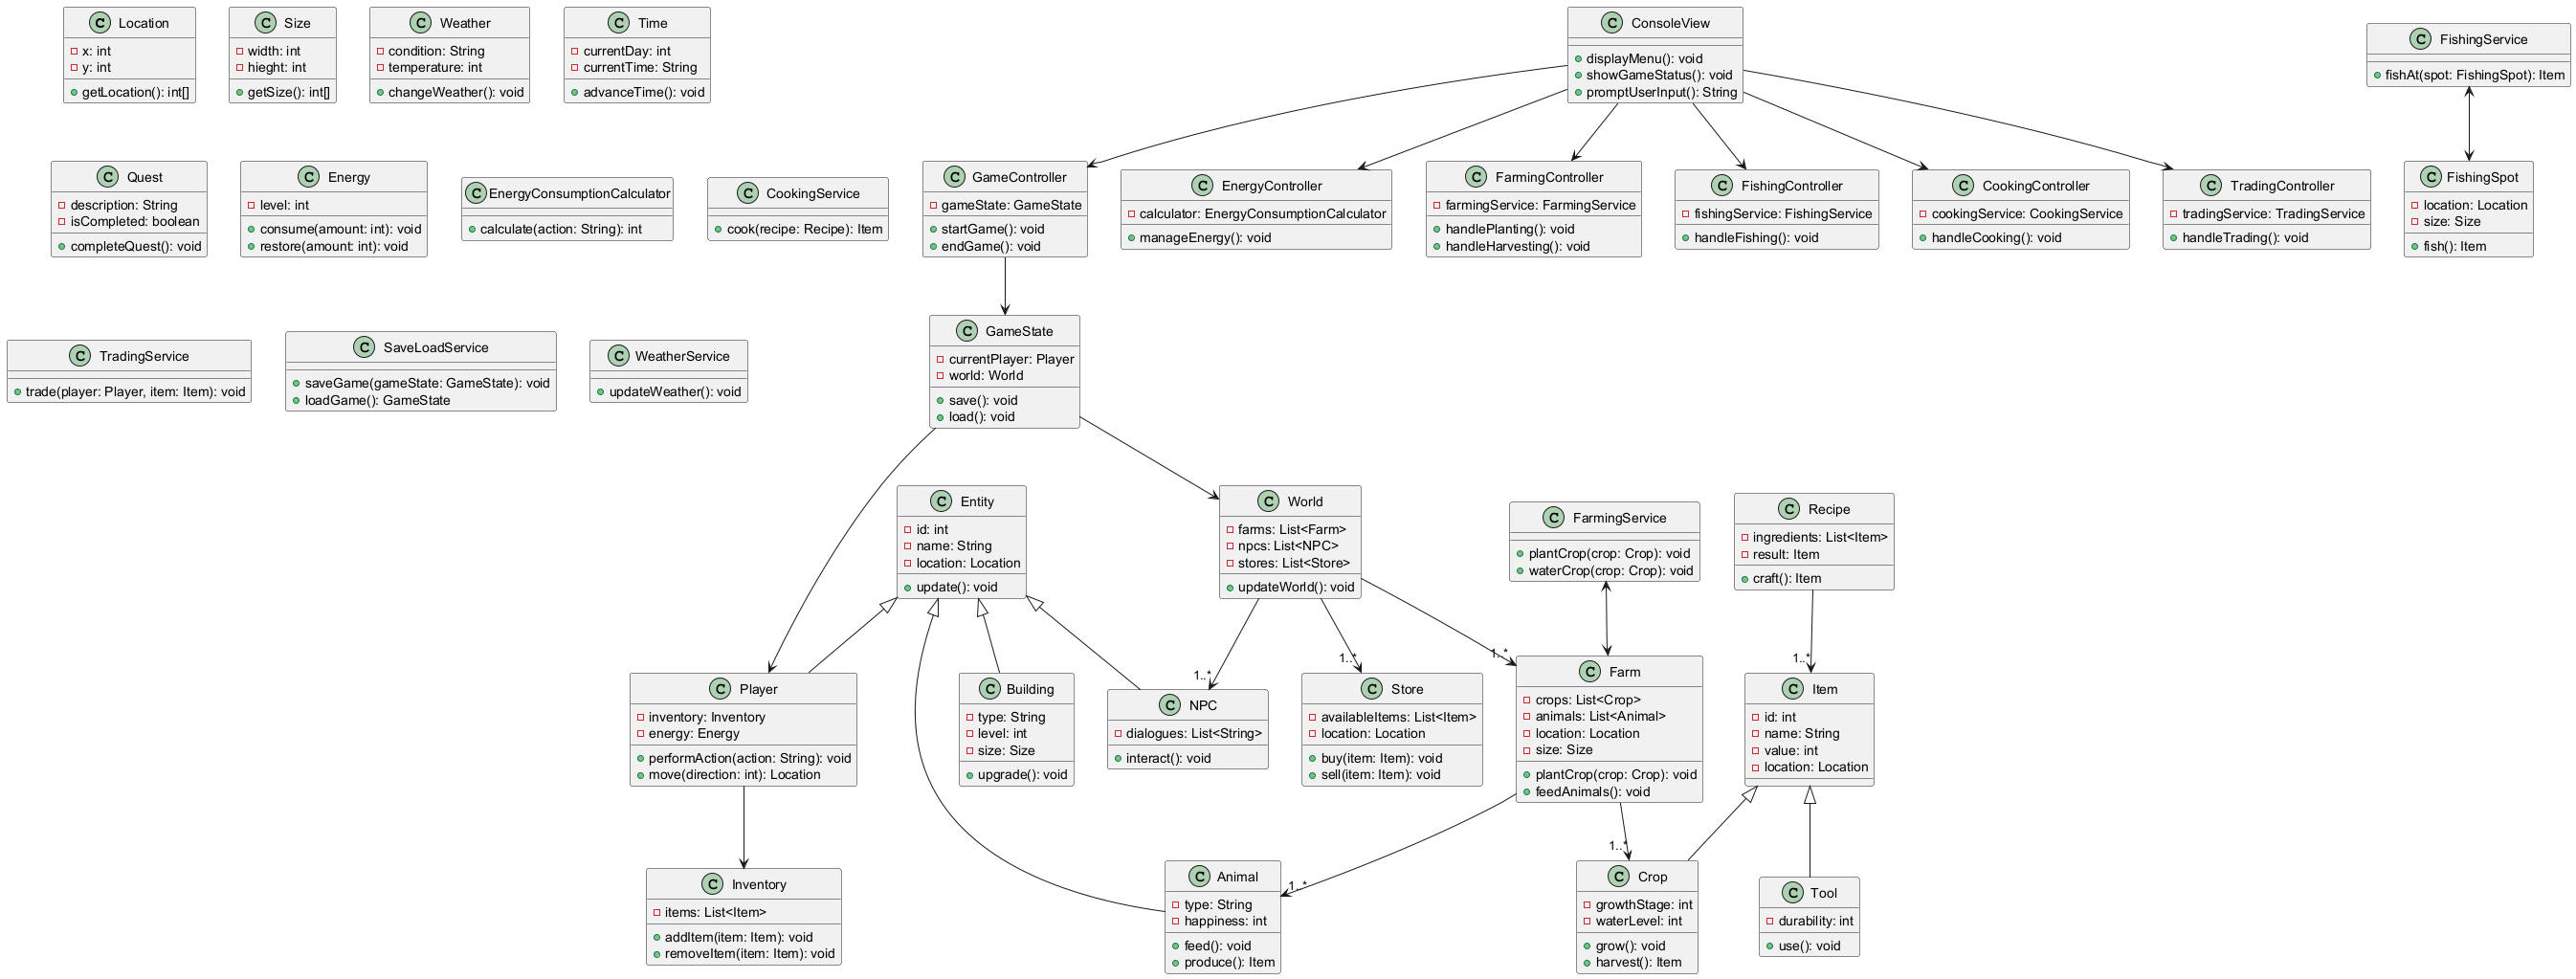 C Location
x: int
y: int
getLocation(): int[]
C Size
width: int
hieght: int
getSize(): int[]
C Weather
condition: String
temperature: int
changeWeather(): void
C Time
currentDay: int
currentTime: String
advanceTime(): void
C ConsoleView
displayMenu(): void
showGameStatus(): void
promptUserInput(): String
C FishingService
fishAt(spot: FishingSpot): Item
C Quest
description: String
isCompleted: boolean
completeQuest(): void
C Energy
level: int
consume(amount: int): void
restore(amount: int): void
C EnergyConsumptionCalculator
calculate(action: String): int
C CookingService
cook(recipe: Recipe): Item
C GameController
gameState: GameState
startGame(): void
endGame(): void
C EnergyController
calculator: EnergyConsumptionCalculator
manageEnergy(): void
C FarmingController
farmingService: FarmingService
handlePlanting(): void
handleHarvesting(): void
C FishingController
fishingService: FishingService
handleFishing(): void
C CookingController
cookingService: CookingService
handleCooking(): void
C TradingController
tradingService: TradingService
handleTrading(): void
C FishingSpot
location: Location
size: Size
fish(): Item
C TradingService
trade(player: Player, item: Item): void
C SaveLoadService
saveGame(gameState: GameState): void
loadGame(): GameState
C WeatherService
updateWeather(): void
C GameState
currentPlayer: Player
world: World
save(): void
load(): void
C Entity
id: int
name: String
location: Location
update(): void
C World
farms: List<Farm>
npcs: List<NPC>
stores: List<Store>
updateWorld(): void
C FarmingService
plantCrop(crop: Crop): void
waterCrop(crop: Crop): void
C Recipe
ingredients: List<Item>
result: Item
craft(): Item
1..*
1..*
1..*
1..*
C Player
inventory: Inventory
energy: Energy
performAction(action: String): void
move(direction: int): Location
C Building
type: String
level: int
size: Size
upgrade(): void
C NPC
dialogues: List<String>
interact(): void
C Store
availableItems: List<Item>
location: Location
buy(item: Item): void
sell(item: Item): void
C Farm
crops: List<Crop>
animals: List<Animal>
location: Location
size: Size
plantCrop(crop: Crop): void
feedAnimals(): void
C Item
id: int
name: String
value: int
location: Location
1..*
1..*
C Inventory
items: List<Item>
addItem(item: Item): void
removeItem(item: Item): void
C Animal
type: String
happiness: int
feed(): void
produce(): Item
C Crop
growthStage: int
waterLevel: int
grow(): void
harvest(): Item
C Tool
durability: int
use(): void